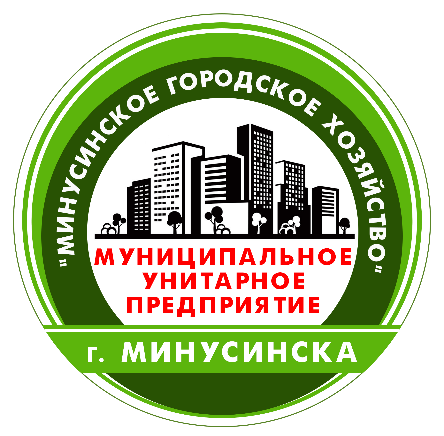 "МИНУСИНСКОЕ ГОРОДСКОЕ ХОЗЯЙСТВО"
МУНИЦИПАЛЬНОЕ
УНИТАРНОЕ
ПРЕДПРИЯТИЕ
г. МИНУСИНСКА